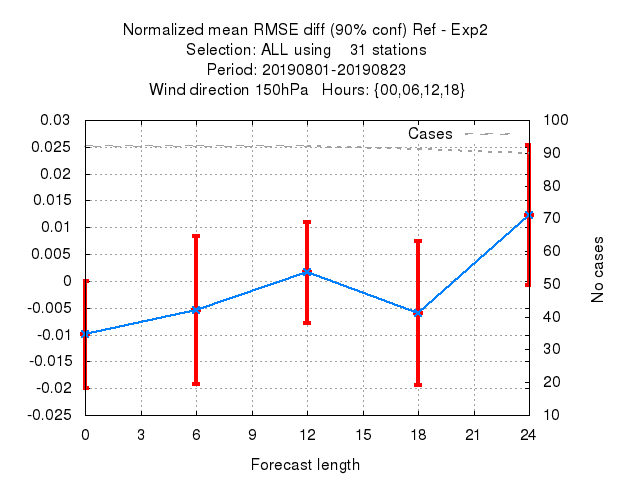 Normalized mean RMSE diff (90% conf) Ref - Exp2
Selection: ALL using    31 stations
Period: 20190801-20190823
Wind direction 150hPa   Hours: {00,06,12,18}
Cases
0.03
0.025
0.02
0.015
0.01
0.005
0
-0.005
-0.01
-0.015
-0.02
-0.025
100
90
80
70
60
50
40
30
20
10
No cases
0 3 6 9 12 15 18 21 24
Forecast length